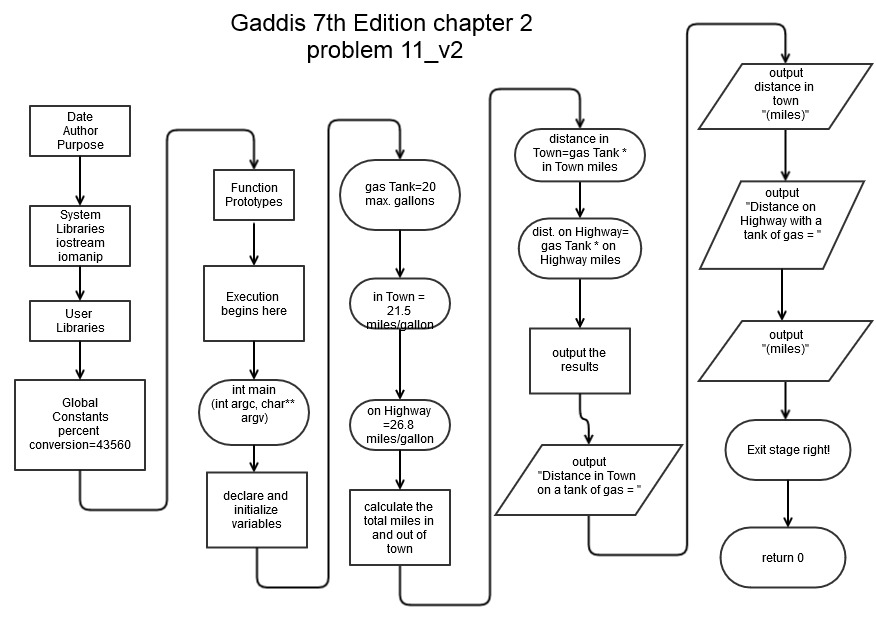 Gaddis 7th Edition chapter 2
problem 11_v2
Date
Author
Purpose
System
Libraries
iostream
iomanip
User
Libraries
Global
Constants
percent
conversion=43560
Function
Prototypes
Execution
begins here
int main
(int argc, char**
argv)
declare and
initialize
variables
gas Tank=20
max. gallons
in Town =
21.5
miles/gallon
on Highway
=26.8
miles/gallon
calculate the
total miles in
and out of
town
distance in
Town=gas Tank *
in Town miles
dist. on Highway=
gas Tank * on
Highway miles
output the
results
output
"Distance in Town
on a tank of gas = "
output
distance in
town
"(miles)"
output
"Distance on
Highway with a
tank of gas = "
output
"(miles)"
Exit stage right!
return 0